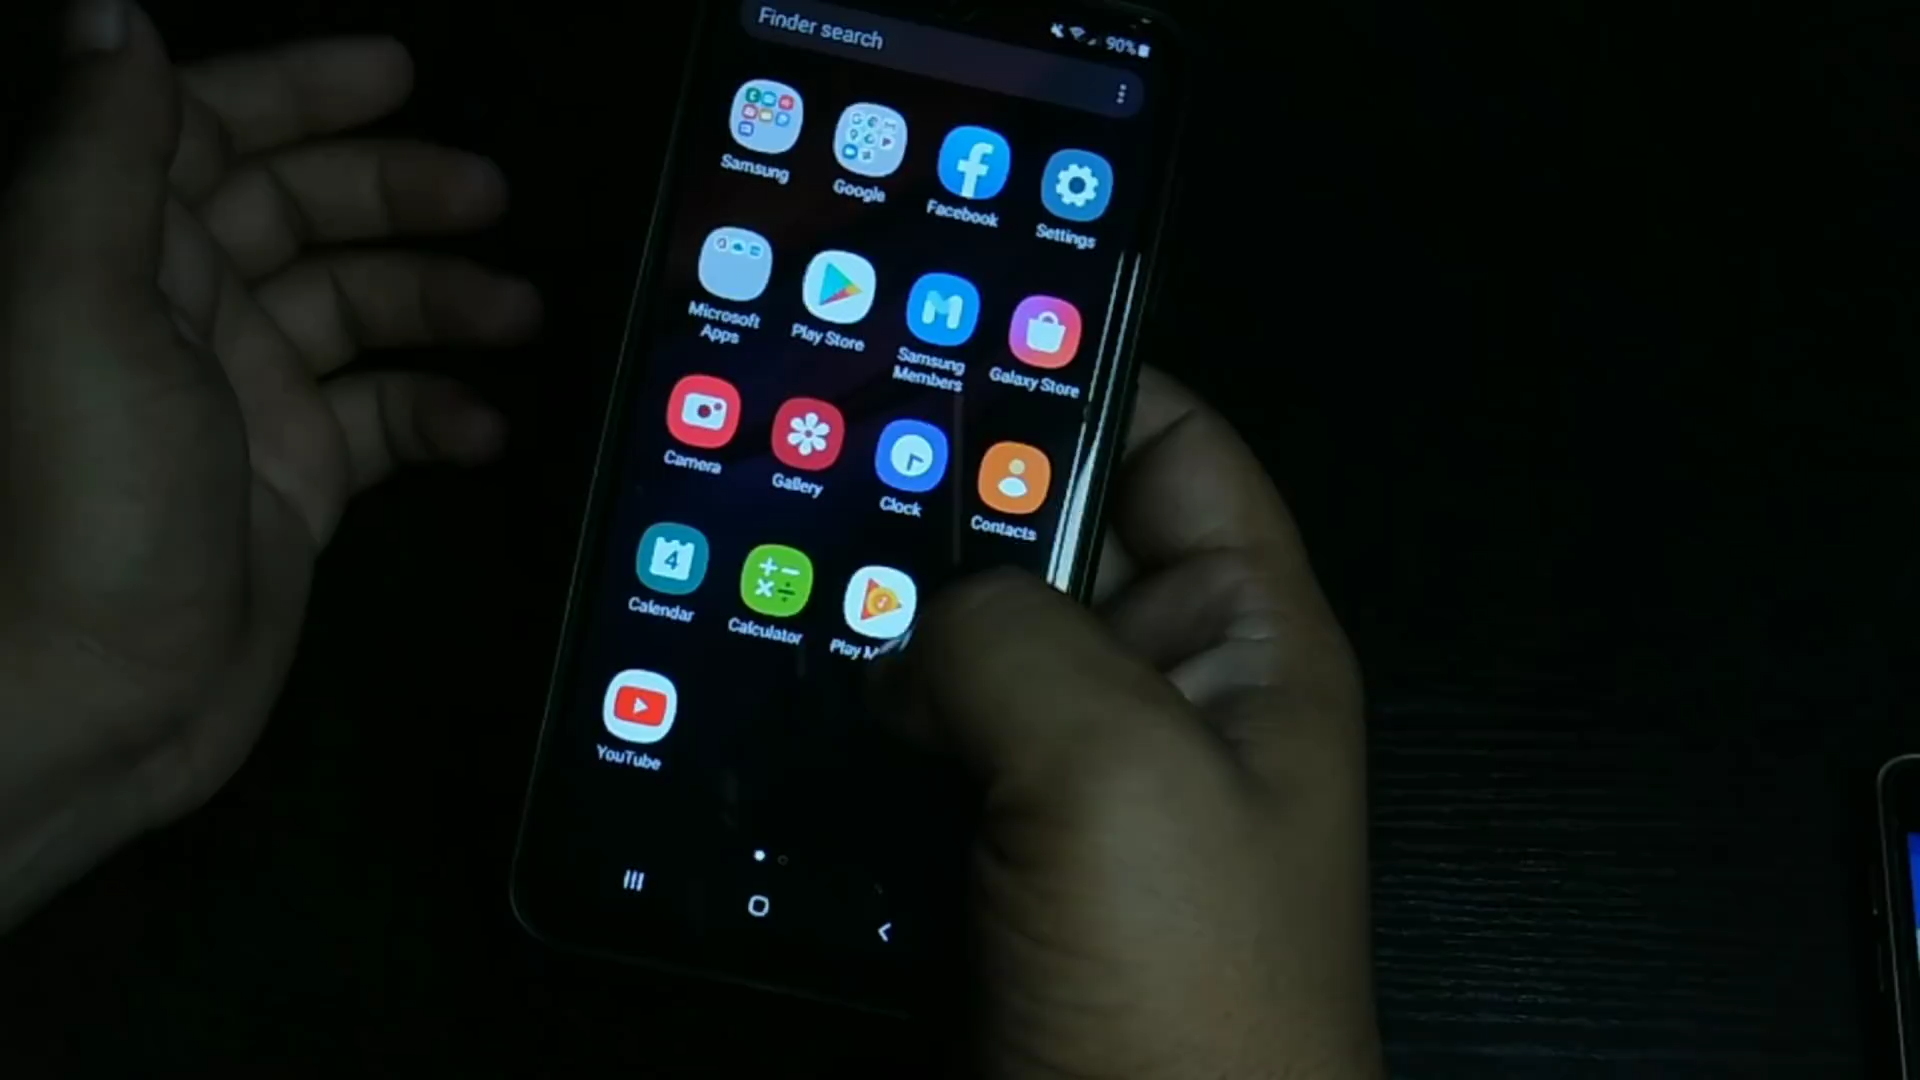 Finder search
90%
Samsung
Google
Facebook
Settings
Microsoft
Apps
Play Store
Samsung
Members
Galaxy Store
Camera
Gallery
Clock
Contacts
4
Calendar
Calculator
Play M
YouTube